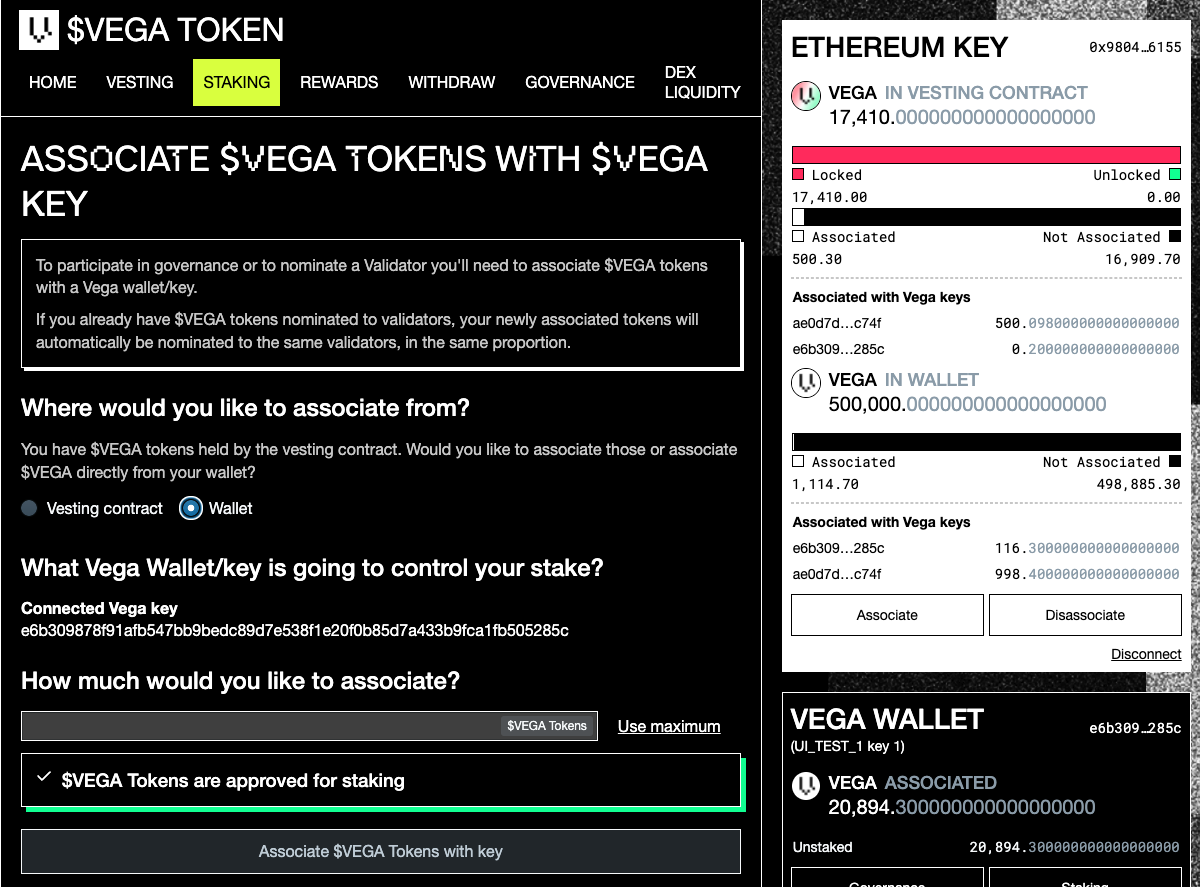 $VEGA TOKEN
HOME VESTING STAKING REWARDS WITHDRAW GOVERNANCE DEX LIQUIDITY
ASSOCIATE $VEGA TOKENS WITH $VEGA
KEY
To participate in governance or to nominate a Validator you'll need to associate $VEGA tokens
with a Vega wallet/key.
If you already have $VEGA tokens nominated to validators, your newly associated tokens will
automatically be nominated to the same validators, in the same proportion.
Where would you like to associate from?
You have $VEGA tokens held by the vesting contract. Would you like to associate those or associate
$VEGA directly from your wallet?
Vesting contract Wallet
What Vega Wallet/key is going to control your stake?
Connected Vega key
e6b309878f91afb547bb9bedc89d7e538f1e20f0b85d7a433b9fca1fb505285c
How much would you like to associate?
$VEGA Tokens Use maximum
$VEGA Tokens are approved for staking
Associate $VEGA Tokens with key
ETHEREUM KEY 0x9804…6155
VEGA IN VESTING CONTRACT
17,410.000000000000000000
Locked Unlocked
17,410.00 0.00
Associated Not Associated
500.30 16,909.70
Associated with Vega keys
ae0d7d…c74f 500.098000000000000000
e6b309…285c 0.200000000000000000
VEGA IN WALLET
500,000.000000000000000000
Associated Not Associated
1,114.70 498,885.30
Associated with Vega keys
e6b309…285c 116.300000000000000000
ae0d7d…c74f 998.400000000000000000
Associate Disassociate
Disconnect
VEGA WALLET e6b309…285c
(UI_TEST_1 key 1)
VEGA ASSOCIATED
20,894.300000000000000000
Unstaked 20,894.300000000000000000
Governance Staking